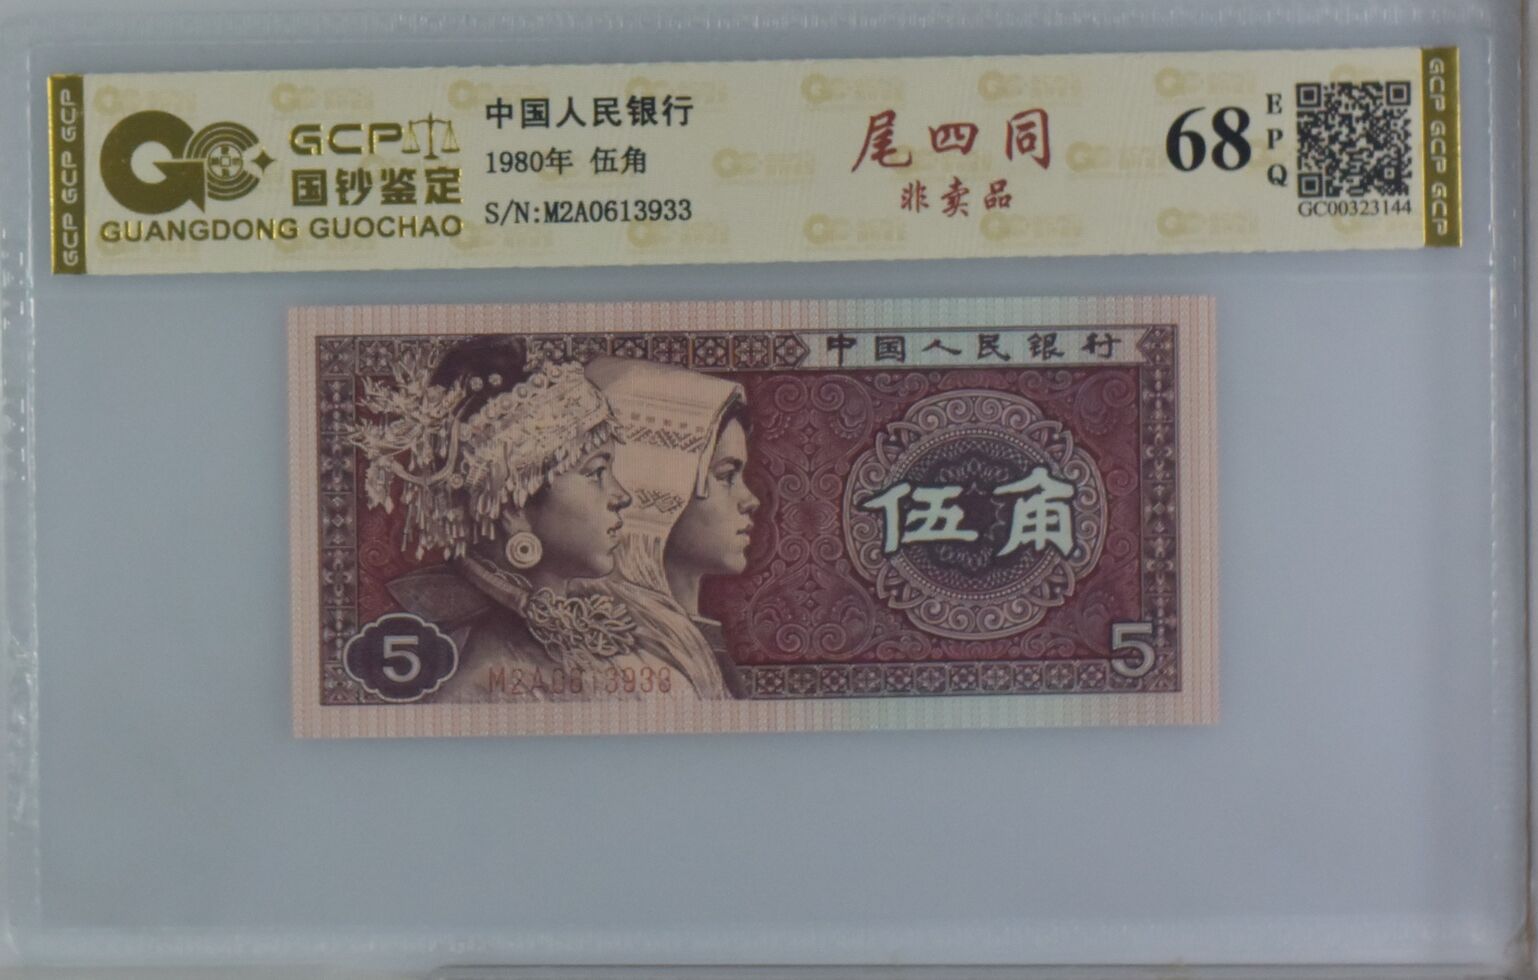 GCP GCP GCP
GCP
国钞鉴定
GUANGDONG GUOCHAO
中国人民银行
1980年 伍角
S/N:M2A0613933
尾四同
非卖品
68
EPQ
GC00323144
GCP GCP GCP
中国人民银行
伍角
5
M2A0613938
5